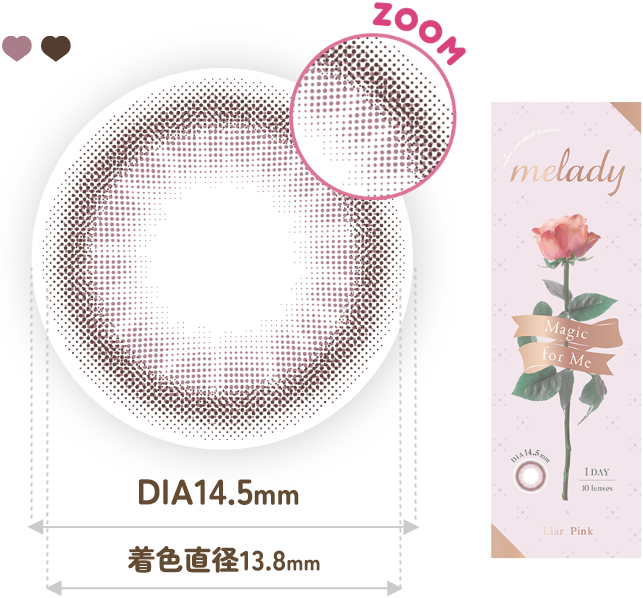 ZOOM
DIA14.5mm
着色直径13.8mm
melady
Magic
for Me
DIA14.5mm
1DAY
10 lenses
Liar Pink